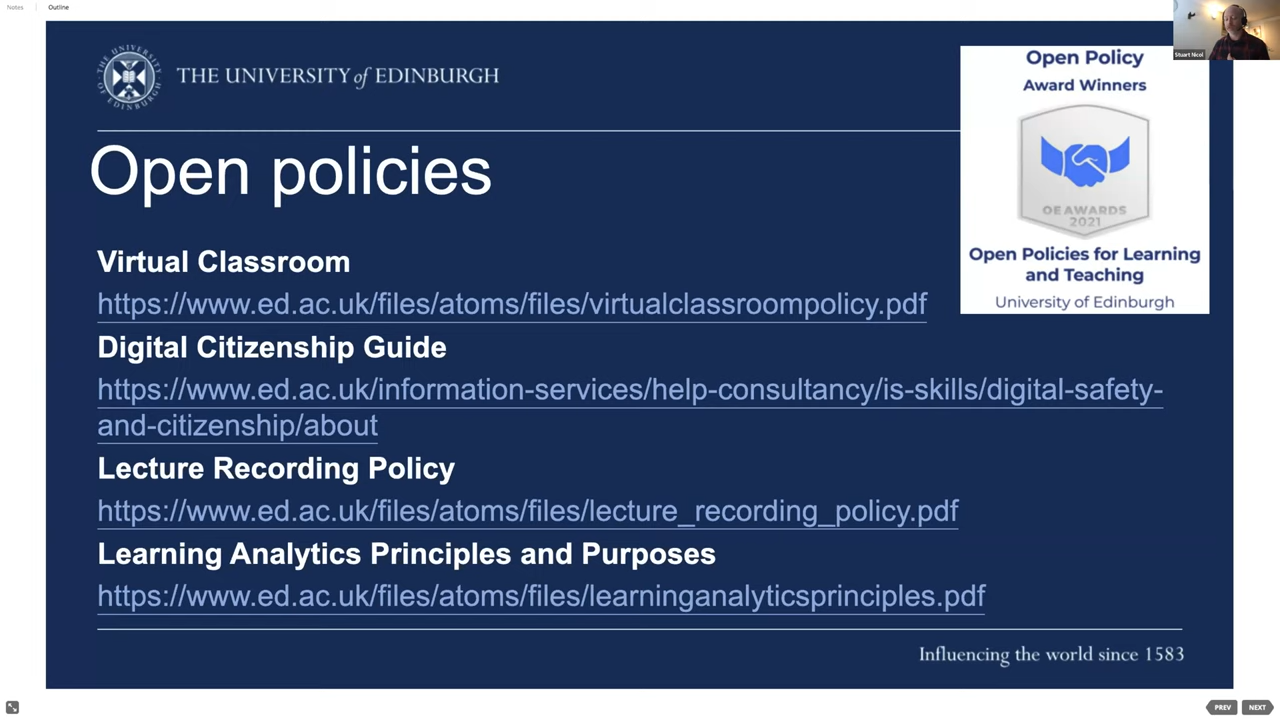 Notes
Outline
Stuart Nicol
THE UNIVERSITY of EDINBURGH
Open Policy
Award Winners
OE AWARDS
2021
Open Policies for Learning
and Teaching
University of Edinburgh
Open policies
Virtual Classroom
https://www.ed.ac.uk/files/atoms/files/virtualclassroompolicy.pdf
Digital Citizenship Guide
https://www.ed.ac.uk/information-services/help-consultancy/is-skills/digital-safety-
and-citizenship/about
Lecture Recording Policy
https://www.ed.ac.uk/files/atoms/files/lecture_recording_policy.pdf
Learning Analytics Principles and Purposes
https://www.ed.ac.uk/files/atoms/files/learninganalyticsprinciples.pdf
Influencing the world since 1583
PREV
NEXT